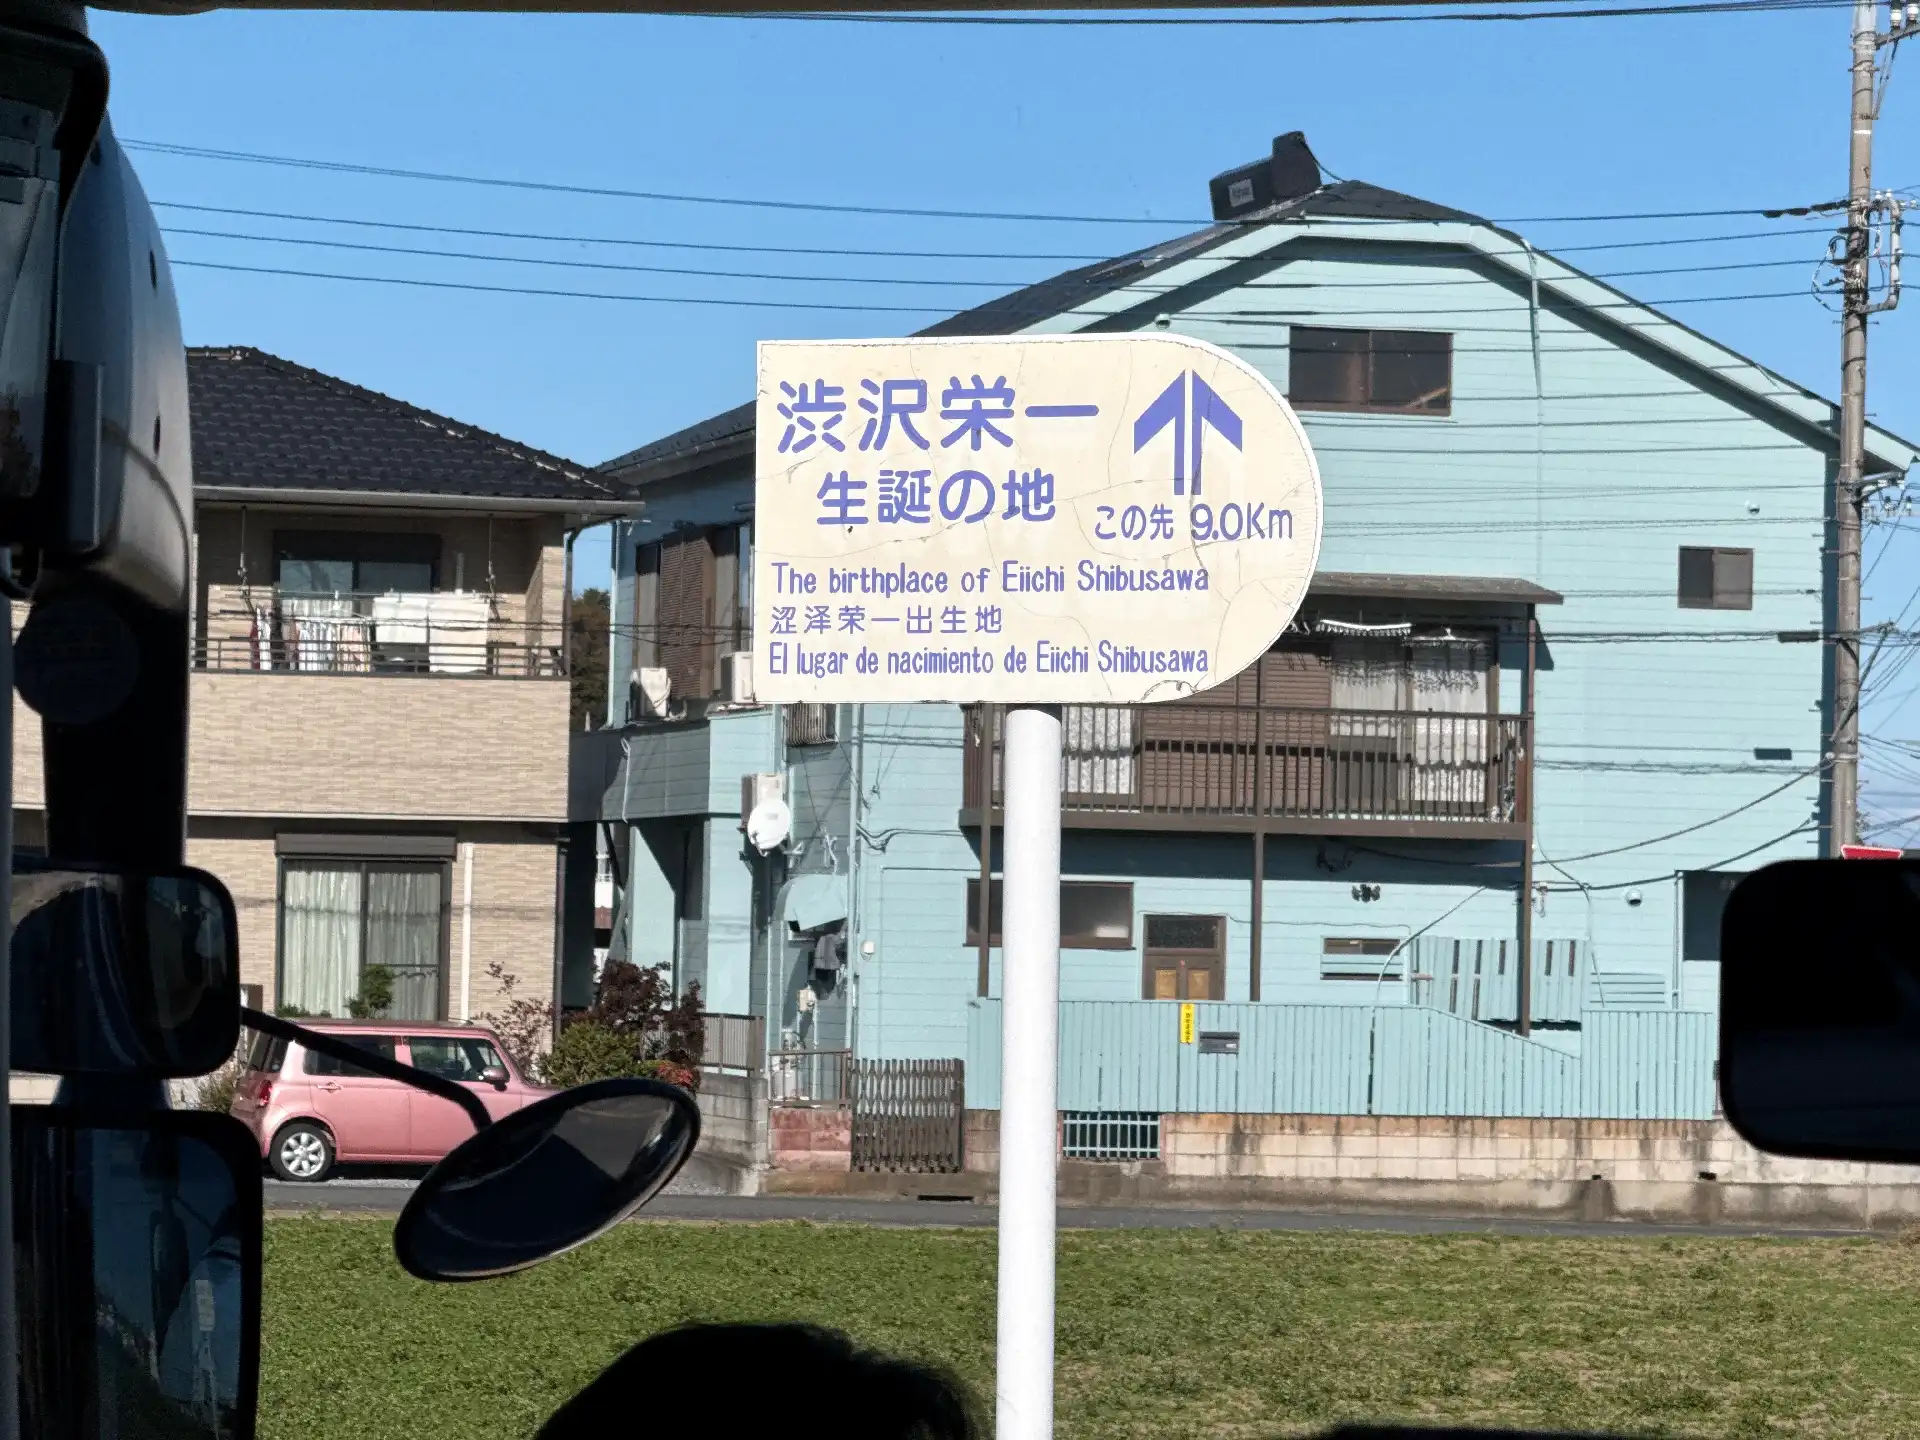 渋沢栄一
生誕の地
この先 9.0Km
The birthplace of Eiichi Shibusawa
涩泽荣一出生地
El lugar de nacimiento de Eiichi Shibusawa